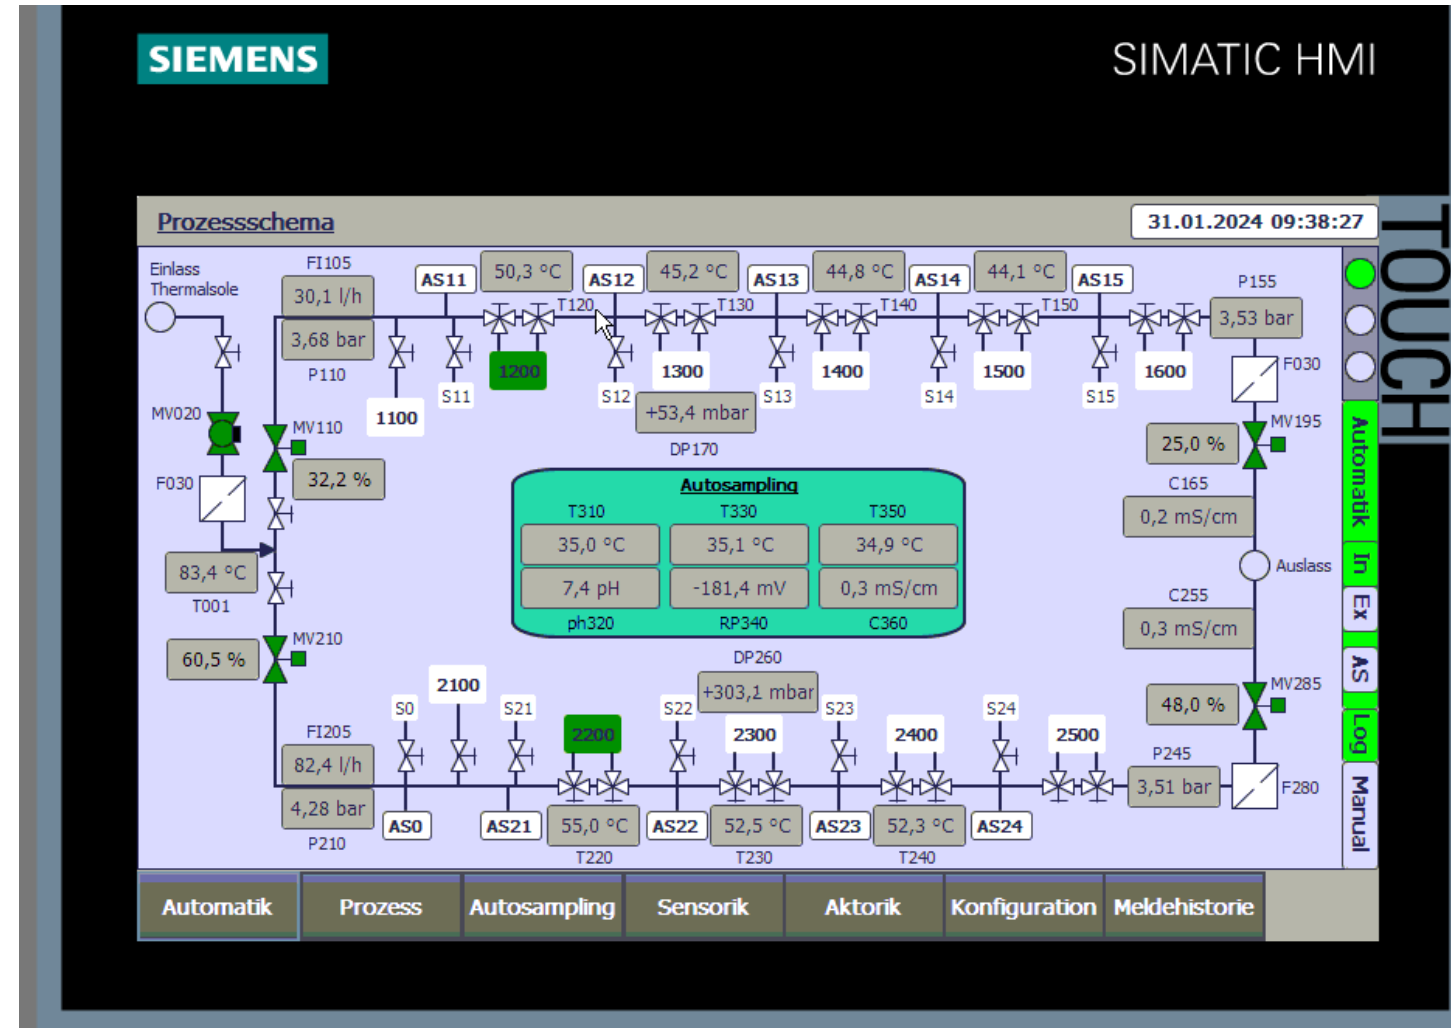 SIEMENS
SIMATIC HMI
TOUCH
Prozessschema
31.01.2024 09:38:27
Einlass
Thermalsole
FI105
30,1 l/h
3,68 bar
P110
AS11
50,3 °C
AS12
45,2 °C
AS13
44,8 °C
AS14
44,1 °C
AS15
P155
3,53 bar
T120
T130
T140
T150
F030
1100
S11
1200
S12
1300
S13
1400
S14
1500
S15
1600
+53,4 mbar
DP170
MV020
MV110
32,2 %
F030
83,4 °C
T001
MV195
25,0 %
C165
0,2 mS/cm
Auslass
C255
0,3 mS/cm
Autosampling
T310
T330
T350
35,0 °C
35,1 °C
34,9 °C
7,4 pH
-181,4 mV
0,3 mS/cm
ph320
RP340
C360
MV210
60,5 %
DP260
+303,1 mbar
MV285
48,0 %
S0
2100
S21
2200
S22
2300
S23
2400
S24
2500
FI205
82,4 l/h
4,28 bar
P210
P245
3,51 bar
F280
AS0
AS21
55,0 °C
AS22
52,5 °C
AS23
52,3 °C
AS24
T220
T230
T240
Automatik
In
Ex
AS
Log
Manual
Automatik
Prozess
Autosampling
Sensorik
Aktorik
Konfiguration
Meldehistorie